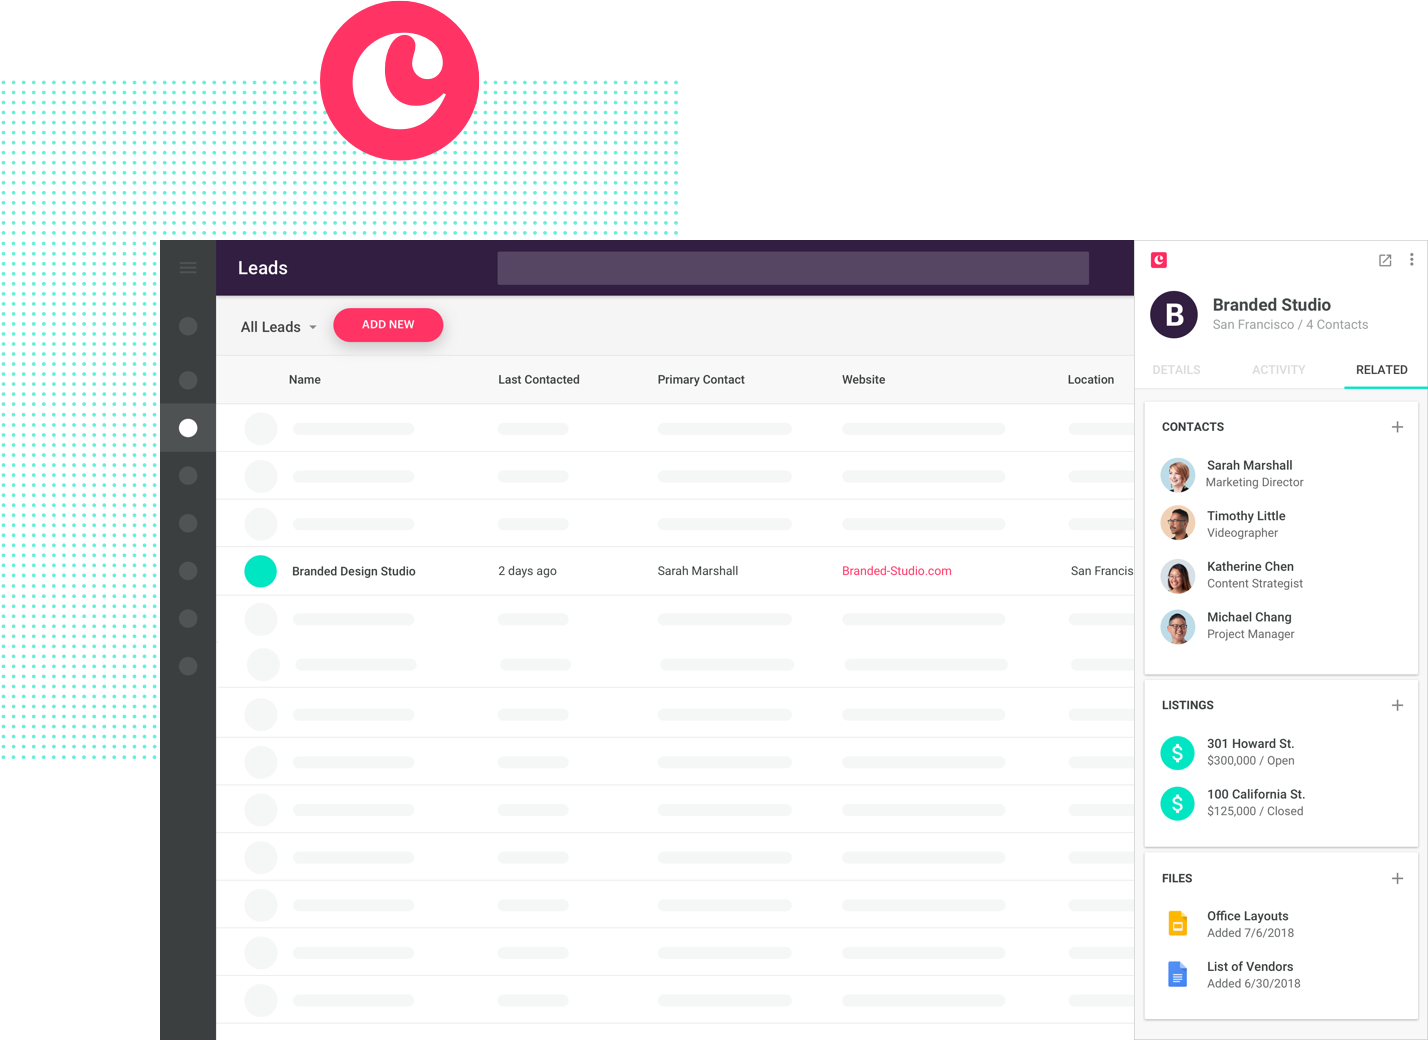 Leads
All Leads
ADD NEW
Name Last Contacted Primary Contact Website Location
Branded Design Studio 2 days ago Sarah Marshall Branded-Studio.com San Francis
B
Branded Studio
San Francisco / 4 Contacts
DETAILS ACTIVITY RELATED
CONTACTS
Sarah Marshall
Marketing Director
Timothy Little
Videographer
Katherine Chen
Content Strategist
Michael Chang
Project Manager
LISTINGS
301 Howard St.
$300,000 / Open
100 California St.
$125,000 / Closed
FILES
Office Layouts
Added 7/6/2018
List of Vendors
Added 6/30/2018